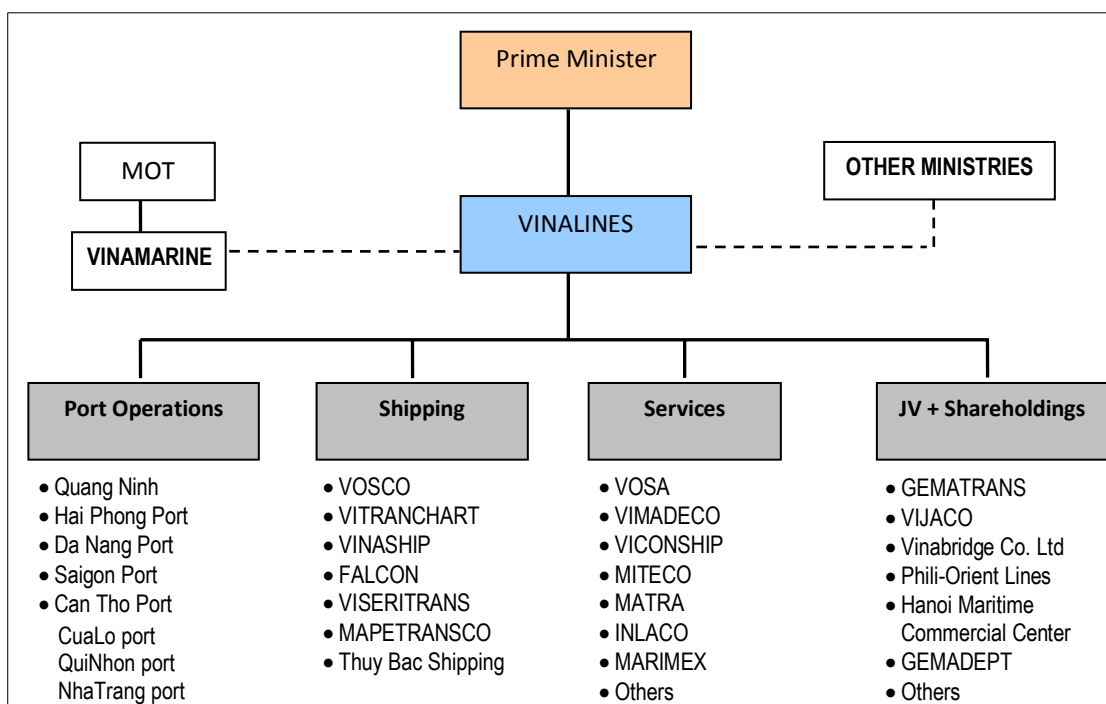 Prime Minister
MOT
OTHER MINISTRIES
VINALINES
VINAMARINE
Port Operations
• Quang Ninh
• Hai Phong Port
• Da Nang Port
• Saigon Port
• Can Tho Port
CuaLo port
QuiNhon port
NhaTrang port
Shipping
• VOSCO
• VITRANCHART
• VINASHIP
• FALCON
• VISERITRANS
• MAPETRANSCO
• Thuy Bac Shipping
Services
• VOSA
• VIMADECO
• VICONSHIP
• MITECO
• MATRA
• INLACO
• MARIMEX
• Others
JV + Shareholdings
• GEMATRANS
• VIJACO
• Vinabridge Co. Ltd
• Phili-Orient Lines
• Hanoi Maritime
Commercial Center
• GEMADEPT
• Others